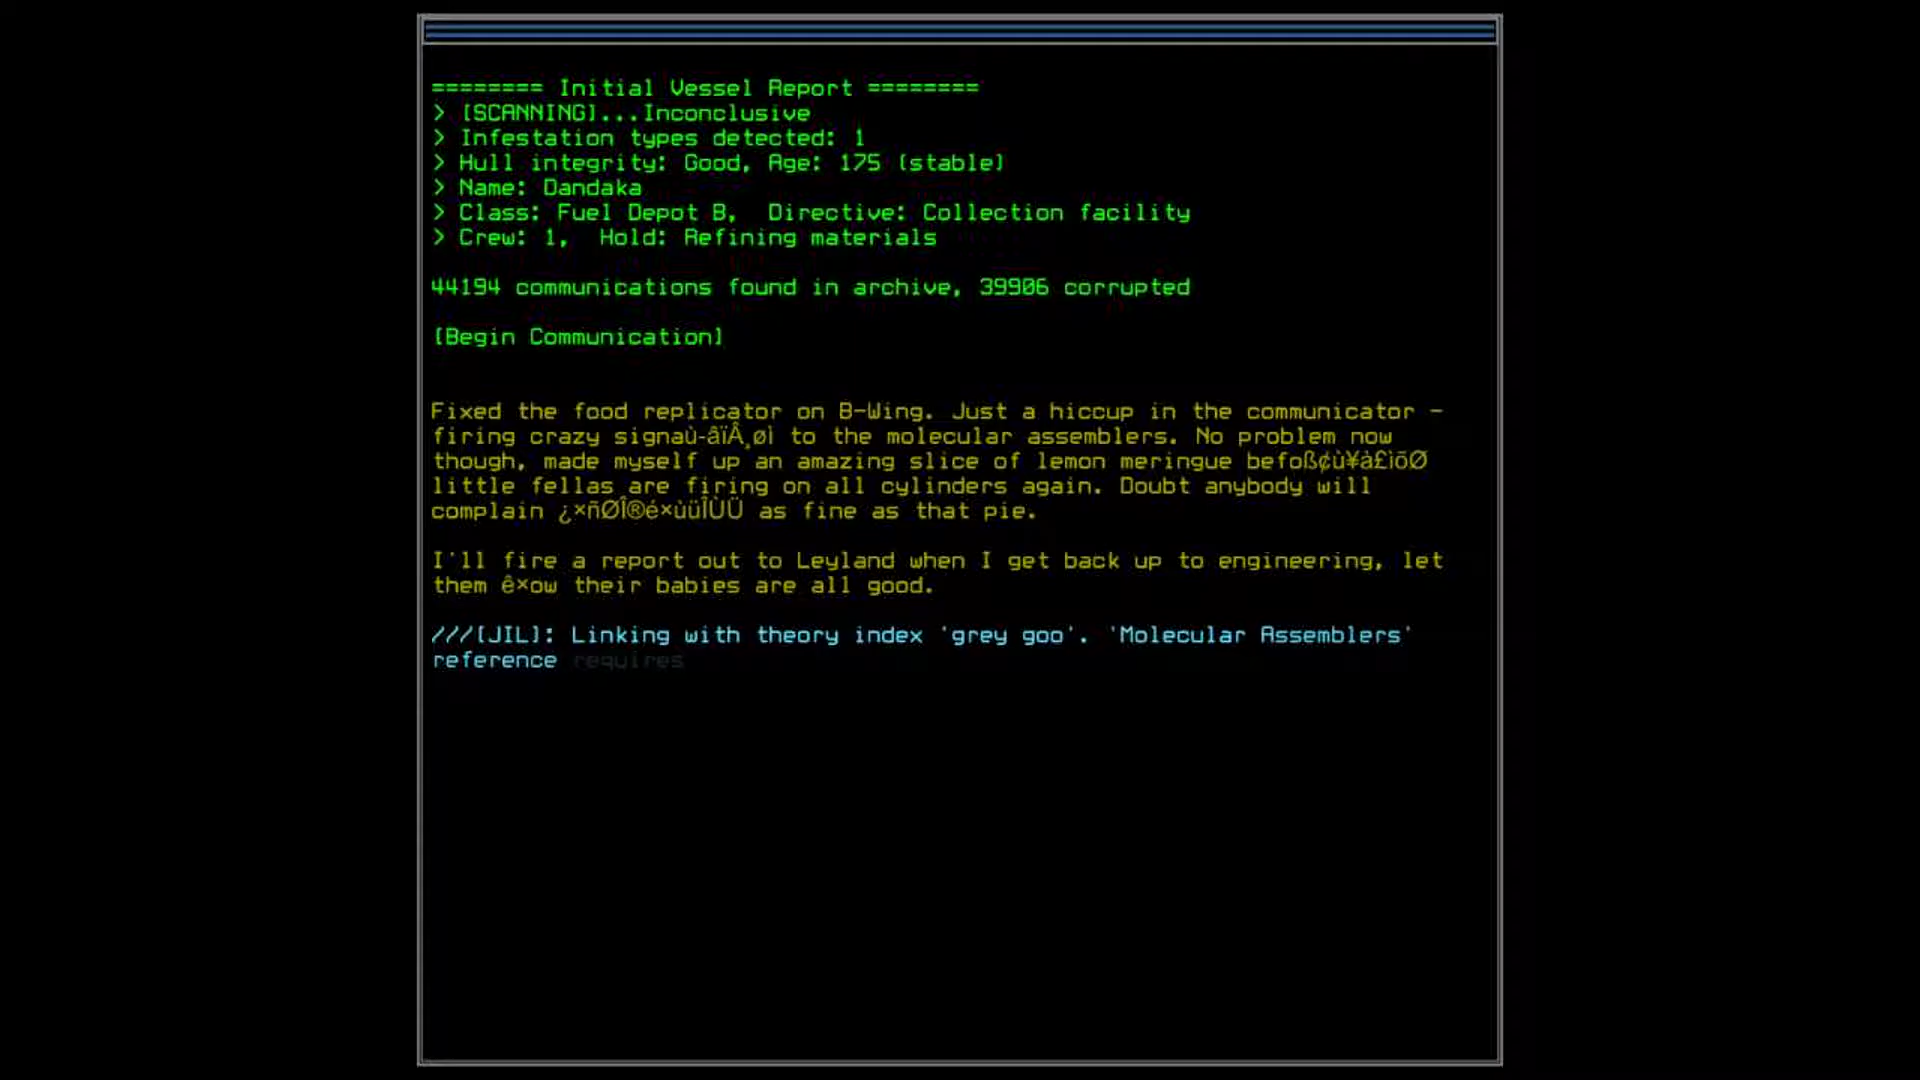 ======== Initial Vessel Report ========
> [SCANNING]...Inconclusive
> Infestation types detected: 1
> Hull integrity: Good, Age: 175 (stable)
> Name: Dandaka
> Class: Fuel Depot B,  Directive: Collection facility
> Crew: 1,  Hold: Refining materials
44194 communications found in archive, 39906 corrupted
[Begin Communication]
Fixed the food replicator on B-Wing. Just a hiccup in the communicator -
firing crazy signaù-âïÂ¸øÌ to the molecular assemblers. No problem now
though, made myself up an amazing slice of lemon meringue befoß¢ù¥à£ìõØ
little fellas are firing on all cylinders again. Doubt anybody will
complain ¿×ñØÎ®é×ùüÎÙÜ as fine as that pie.
I'll fire a report out to Leyland when I get back up to engineering, let
them ê×ow their babies are all good.
///[JIL]: Linking with theory index 'grey goo'. 'Molecular Assemblers'
reference requires